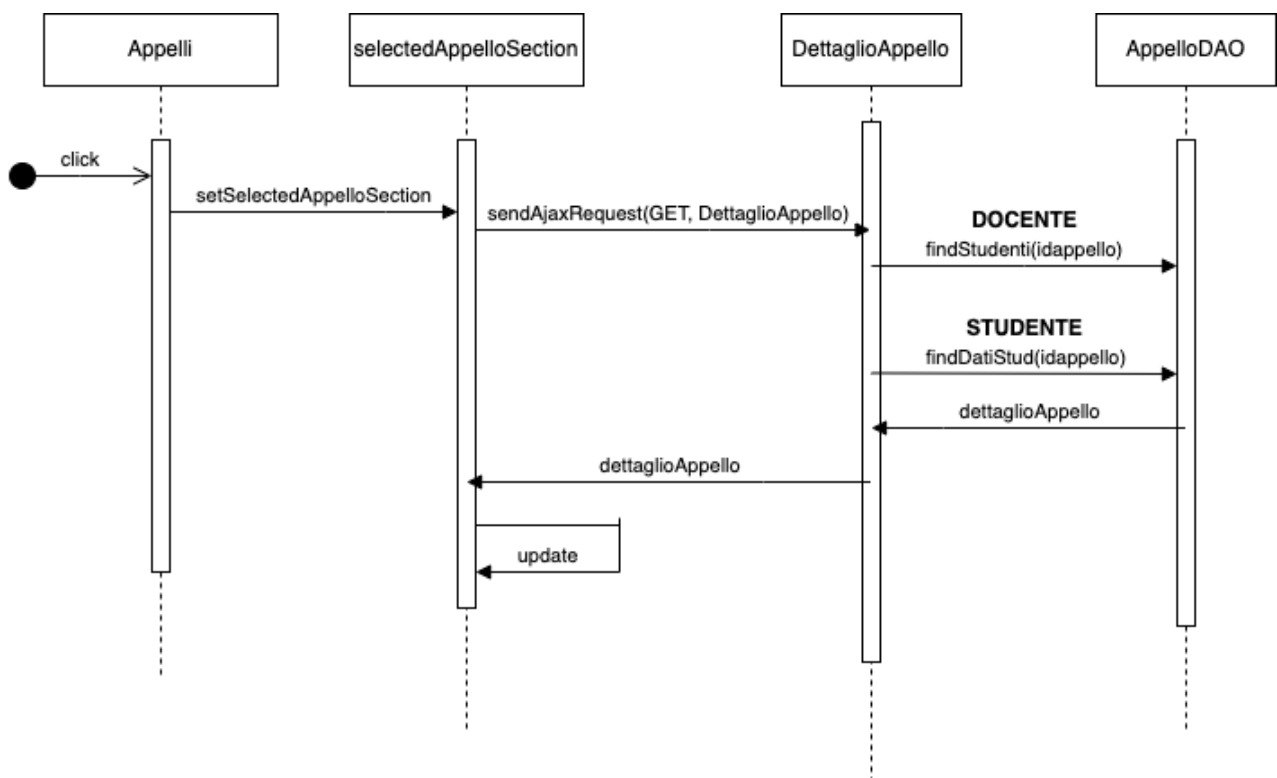 Appelli
selectedAppelloSection
DettaglioAppello
AppelloDAO
click
setSelectedAppelloSection
sendAjaxRequest(GET, DettaglioAppello)
DOCENTE
findStudenti(idappello)
STUDENTE
findDatiStud(idappello)
dettaglioAppello
dettaglioAppello
update